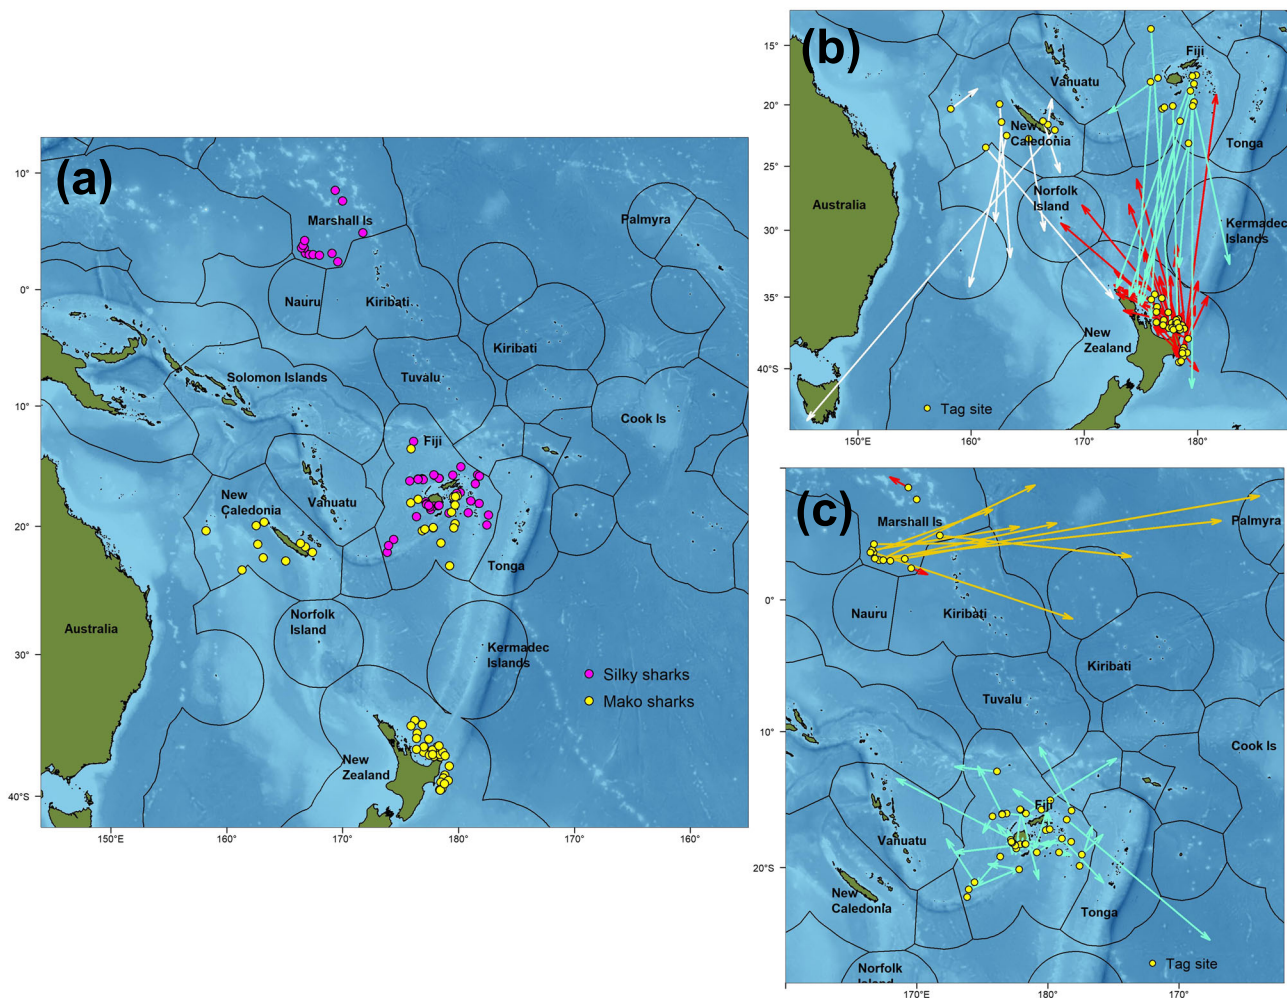 (a)
10°
0°
10°
20°
30°
40°S
150°E
160°
170°
180°
170°
160°
Marshall Is
Palmyra
Nauru
Kiribati
Kiribati
Solomon Islands
Tuvalu
Cook Is
Fiji
New
Caledonia
Vanuatu
Tonga
Australia
Norfolk
Island
Kermadec
Islands
Silky sharks
Mako sharks
New
Zealand
(b)
15°
20°
25°
30°
35°
40°S
150°E
160°
170°
180°
Fiji
Vanuatu
New
Caledonia
Tonga
Australia
Norfolk
Island
Kermadec
Islands
New
Zealand
Tag site
(c)
0°
10°
20°S
170°E
180°
170°
Marshall Is
Palmyra
Nauru
Kiribati
Kiribati
Tuvalu
Cook Is
Fiji
Vanuatu
New
Caledonia
Tonga
Norfolk
Island
Tag site